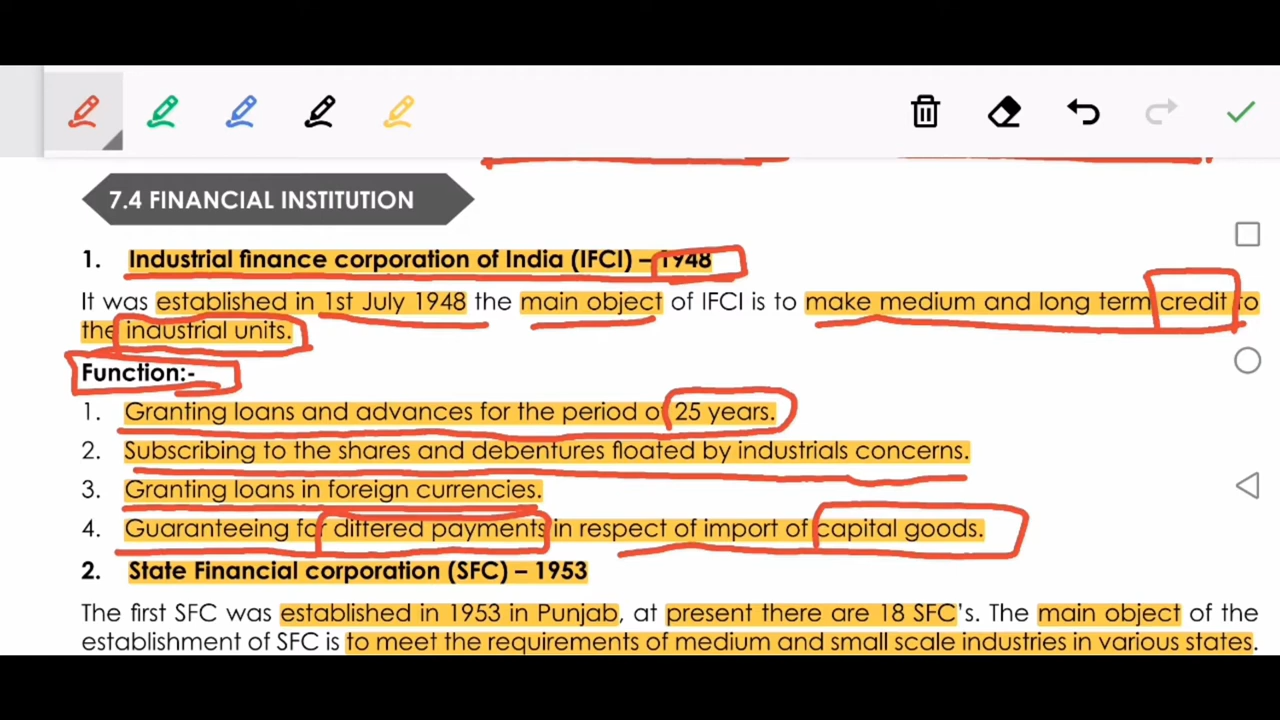 7.4 FINANCIAL INSTITUTION
1. Industrial finance corporation of India (IFCI) – 1948
It was established in 1st July 1948 the main object of IFCI is to make medium and long term credit to
the industrial units.
Function:-
1. Granting loans and advances for the period of 25 years.
2. Subscribing to the shares and debentures floated by industrials concerns.
3. Granting loans in foreign currencies.
4. Guaranteeing for differed payments in respect of import of capital goods.
2. State Financial corporation (SFC) – 1953
The first SFC was established in 1953 in Punjab, at present there are 18 SFC's. The main object of the
establishment of SFC is to meet the requirements of medium and small scale industries in various states.